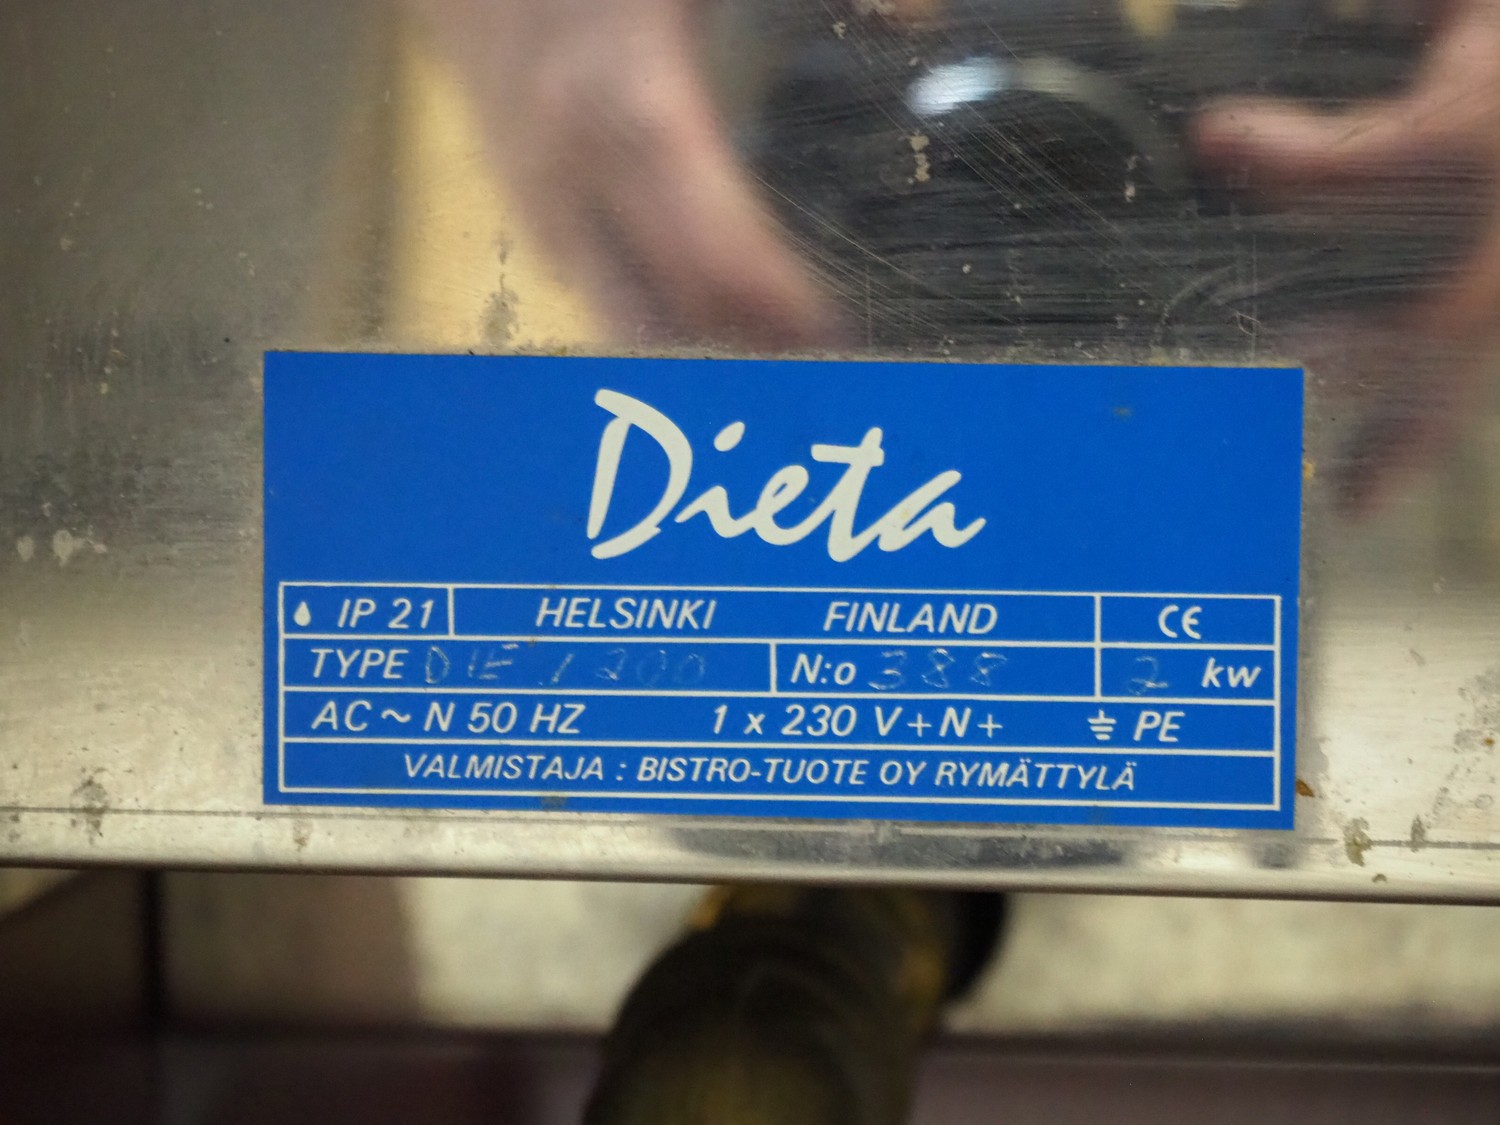 Dieta
IP 21 HELSINKI FINLAND CE
TYPE DIE / 200 N:o 388 2 kw
AC ~ N 50 HZ 1 x 230 V+N+ ⏚ PE
VALMISTAJA : BISTRO-TUOTE OY RYMÄTTYLÄ